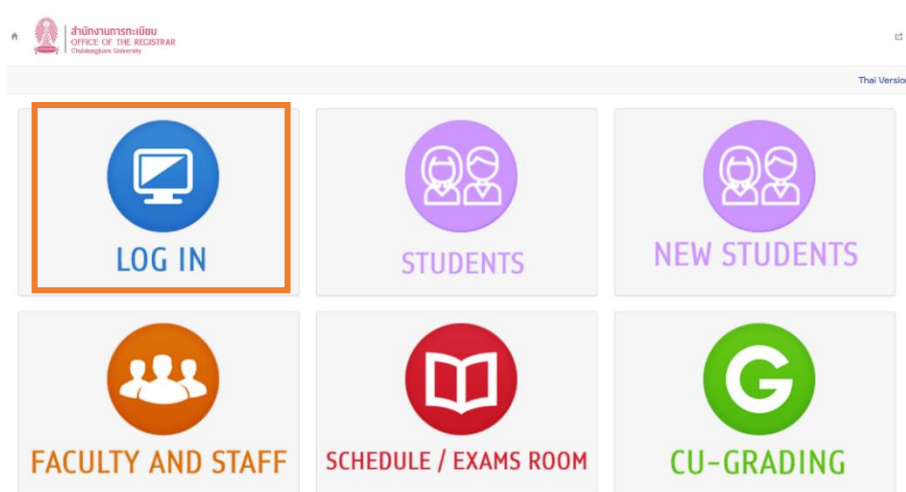 สำนักงานการทะเบียน
OFFICE OF THE REGISTRAR
Chulalongkorn University
Thai Versio
LOG IN
STUDENTS
NEW STUDENTS
FACULTY AND STAFF
SCHEDULE / EXAMS ROOM
G
CU-GRADING